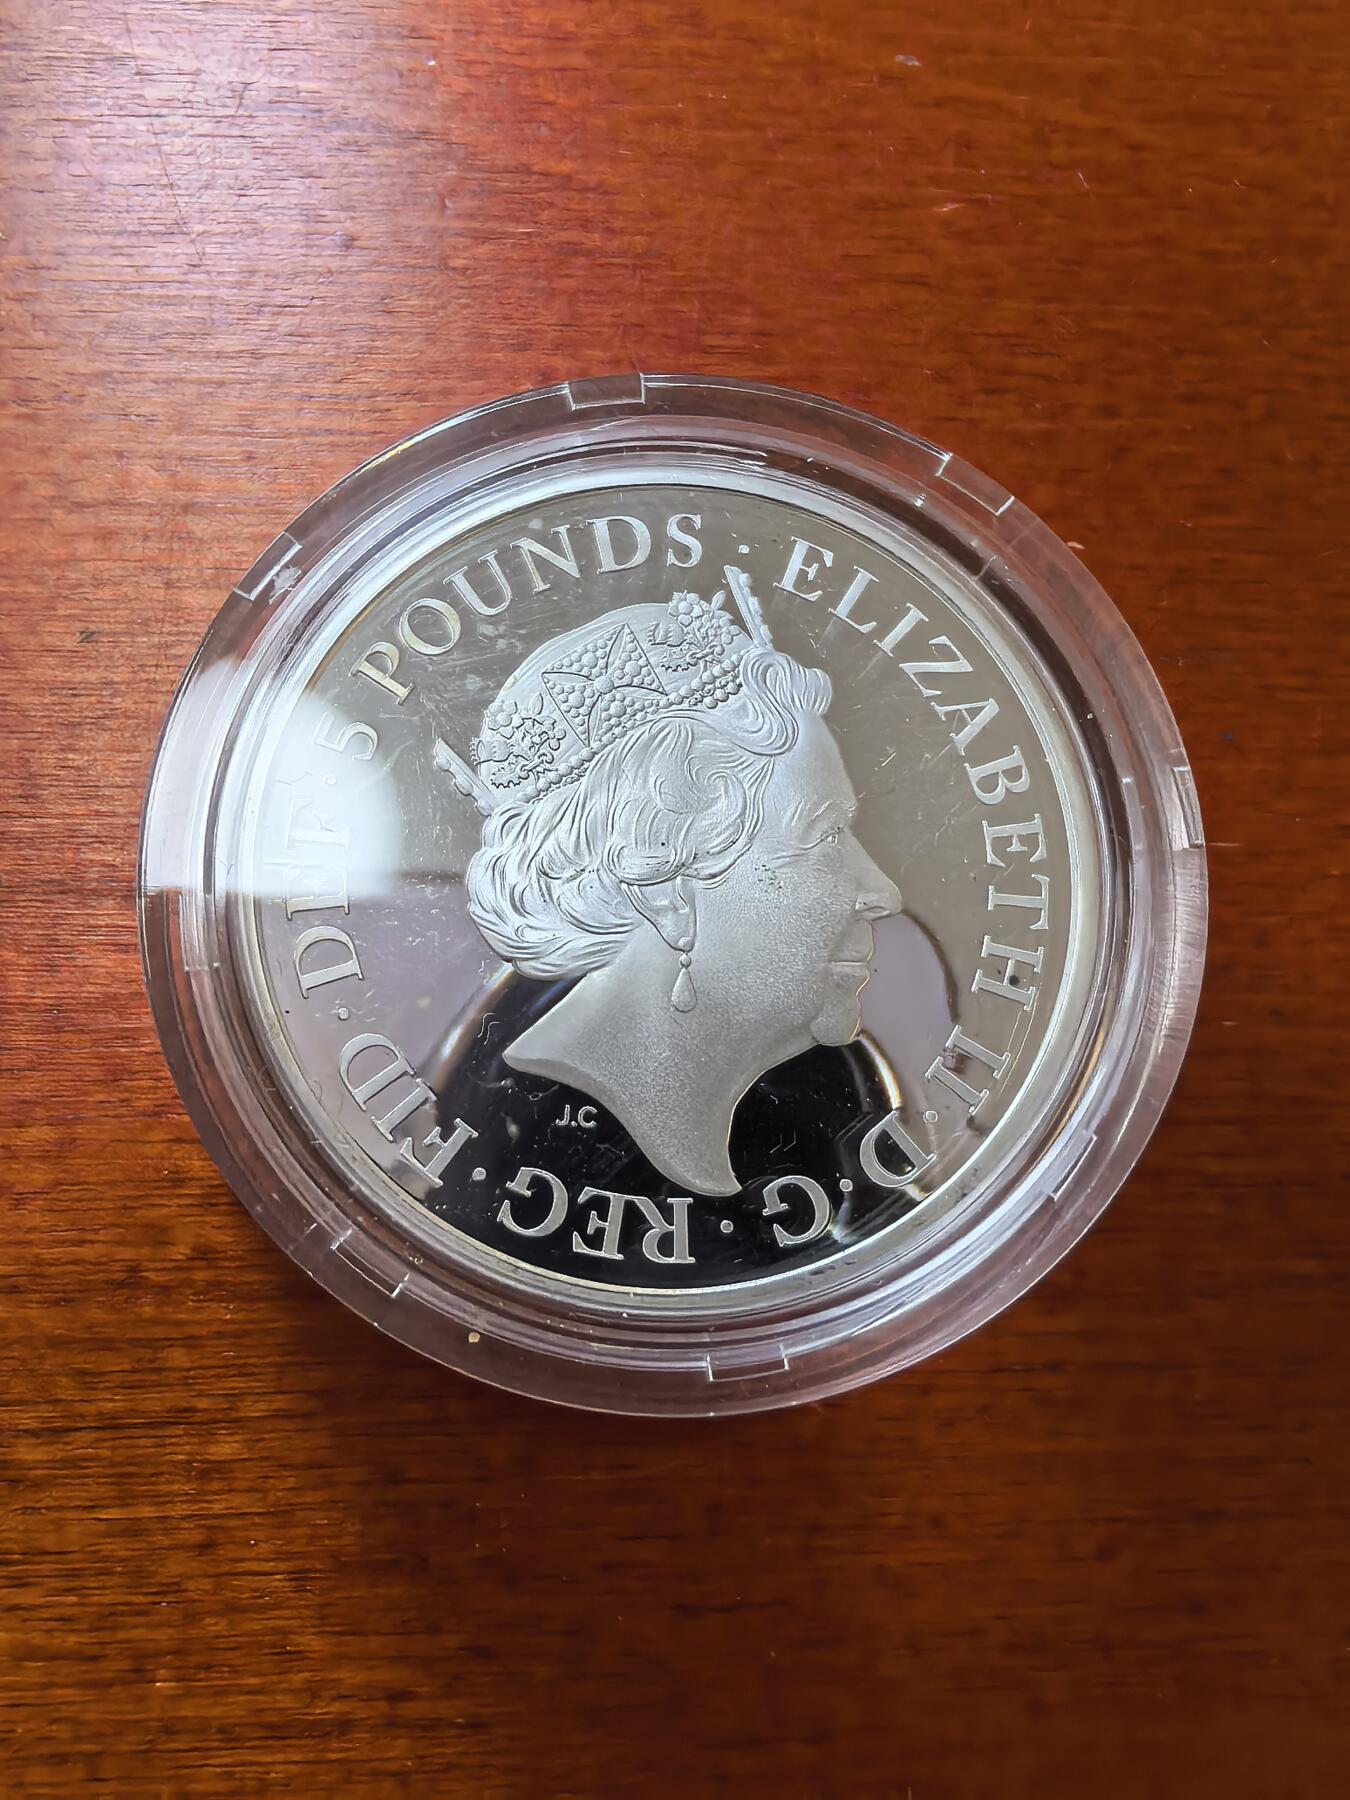 ELIZABETH II · D · G · REG · FID · DEF · 5 POUNDS ·
J.C